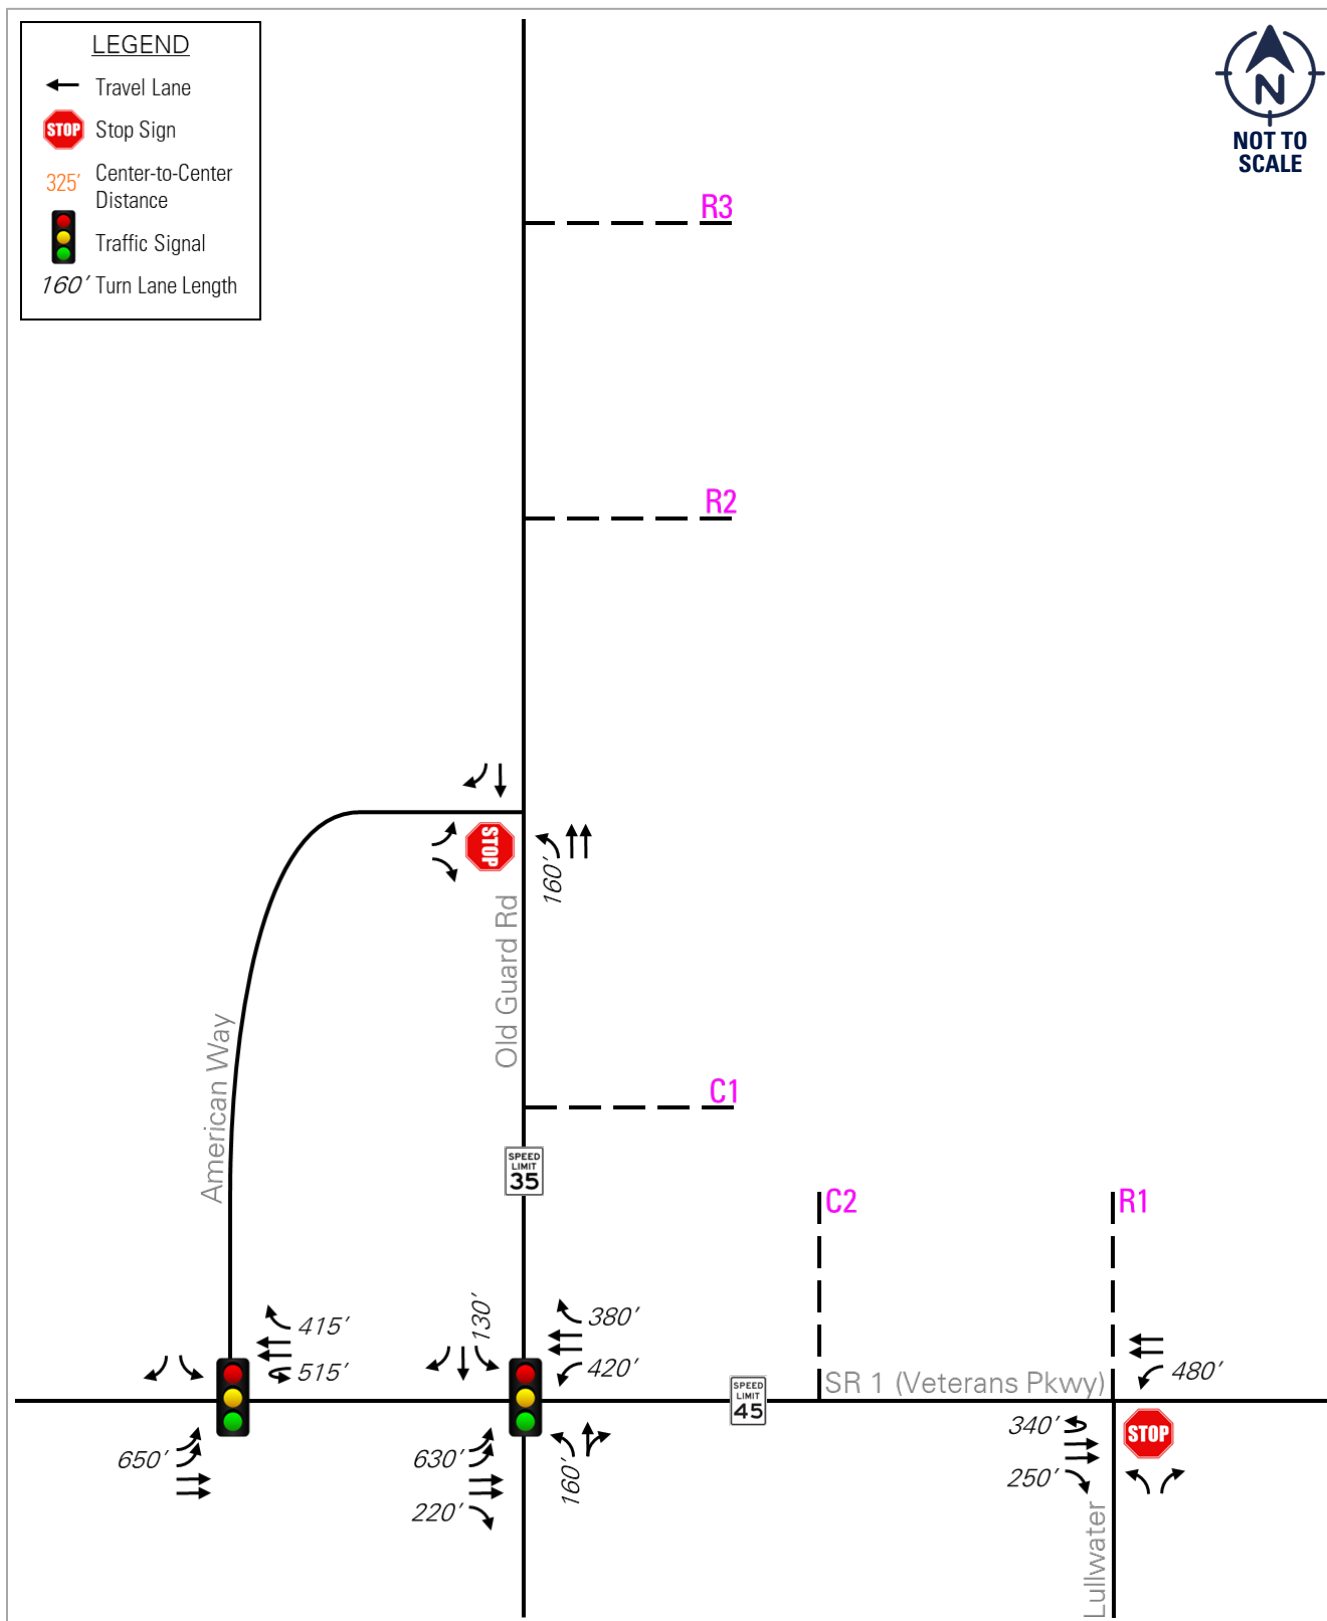 LEGEND
Travel Lane
STOP Stop Sign
325' Center-to-Center
Distance
Traffic Signal
160' Turn Lane Length
N
NOT TO
SCALE
R3
R2
STOP
160'
Old Guard Rd
American Way
C1
SPEED
LIMIT
35
C2
R1
415'
515'
130'
380'
420'
480'
SR 1 (Veterans Pkwy)
SPEED
LIMIT
45
650'
630'
220'
160'
340'
250'
STOP
Lullwater